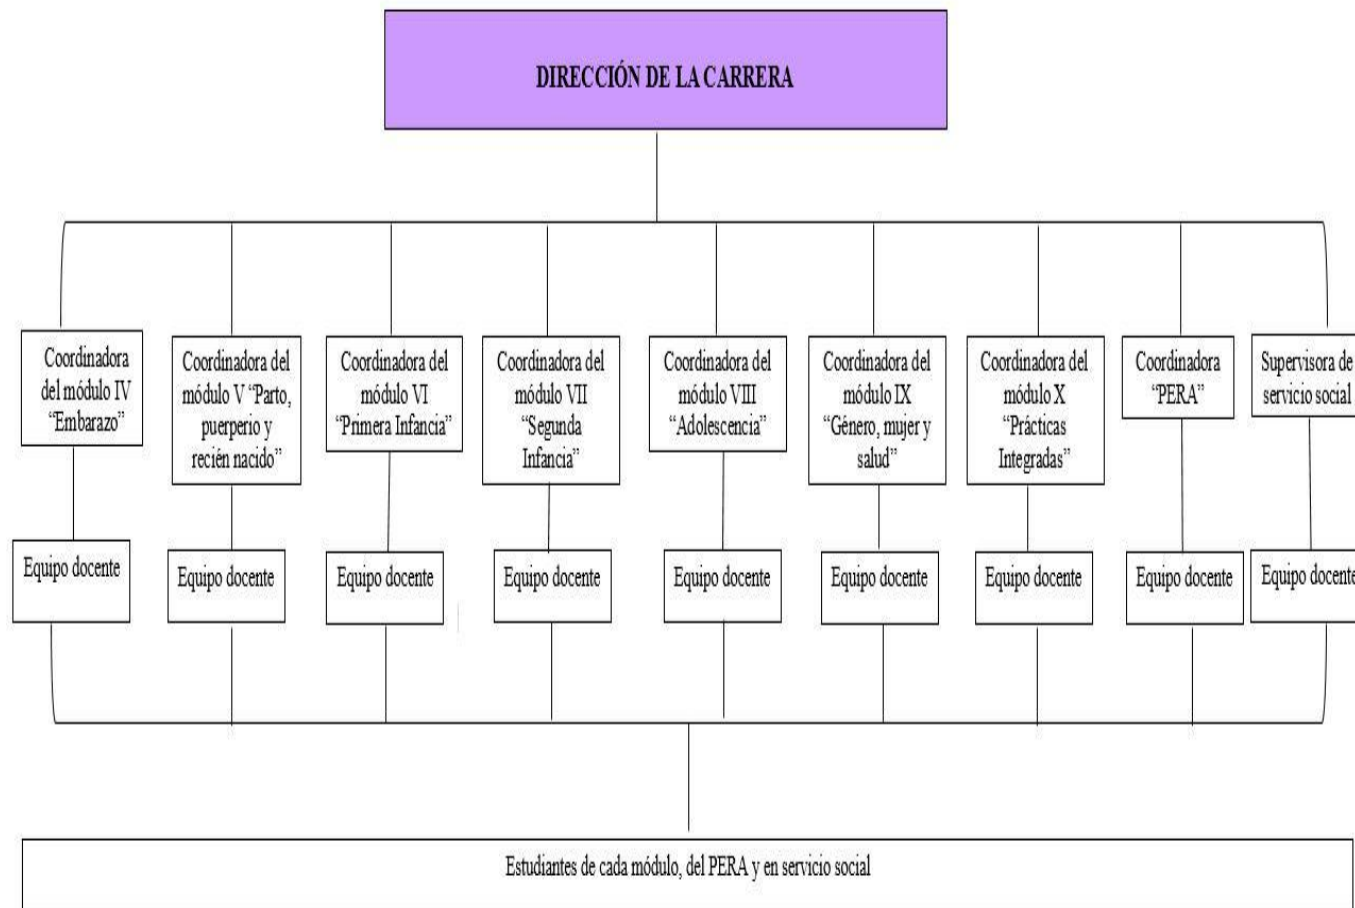 DIRECCIÓN DE LA CARRERA
Coordinadora
del módulo IV
“Embarazo”
Coordinadora del
módulo V “Parto,
puerperio y
recién nacido”
Coordinadora del
módulo VI
“Primera Infancia”
Coordinadora del
módulo VII
“Segunda
Infancia”
Coordinadora del
módulo VIII
“Adolescencia”
Coordinadora del
módulo IX
“Género, mujer y
salud”
Coordinadora del
módulo X
“Prácticas
Integradas”
Coordinadora
“PERA”
Supervisora de
servicio social
Equipo docente
Equipo docente
Equipo docente
Equipo docente
Equipo docente
Equipo docente
Equipo docente
Equipo docente
Equipo docente
Estudiantes de cada módulo, del PERA y en servicio social